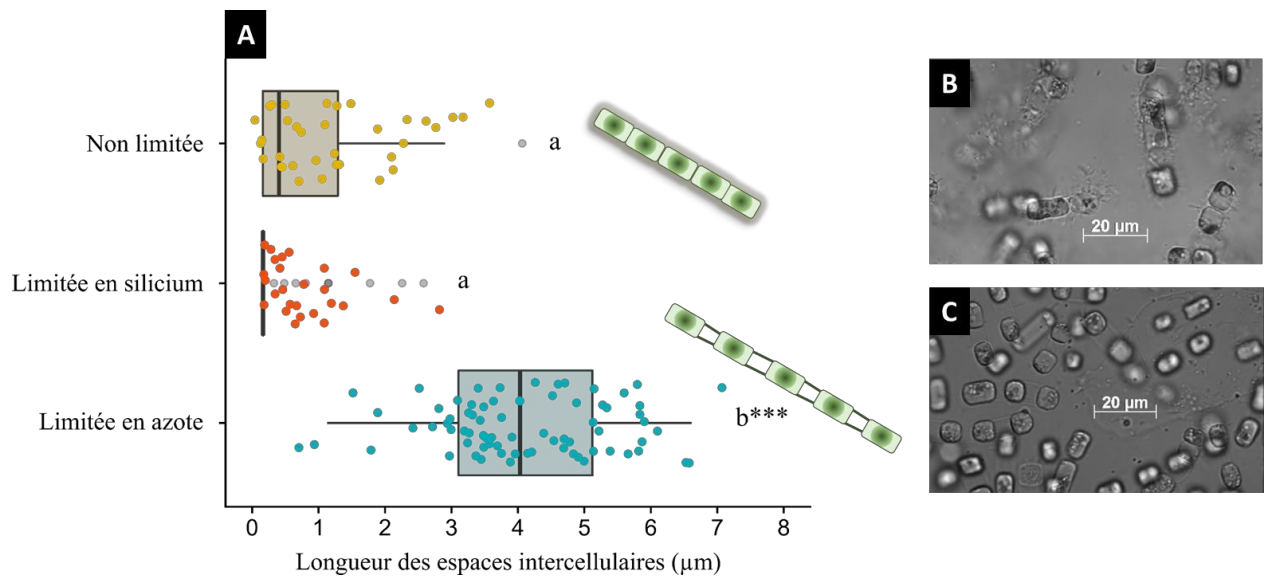 A
Non limitée
a
Limitée en silicium
a
Limitée en azote
b***
0 1 2 3 4 5 6 7 8
Longueur des espaces intercellulaires (µm)
B
20 µm
C
20 µm